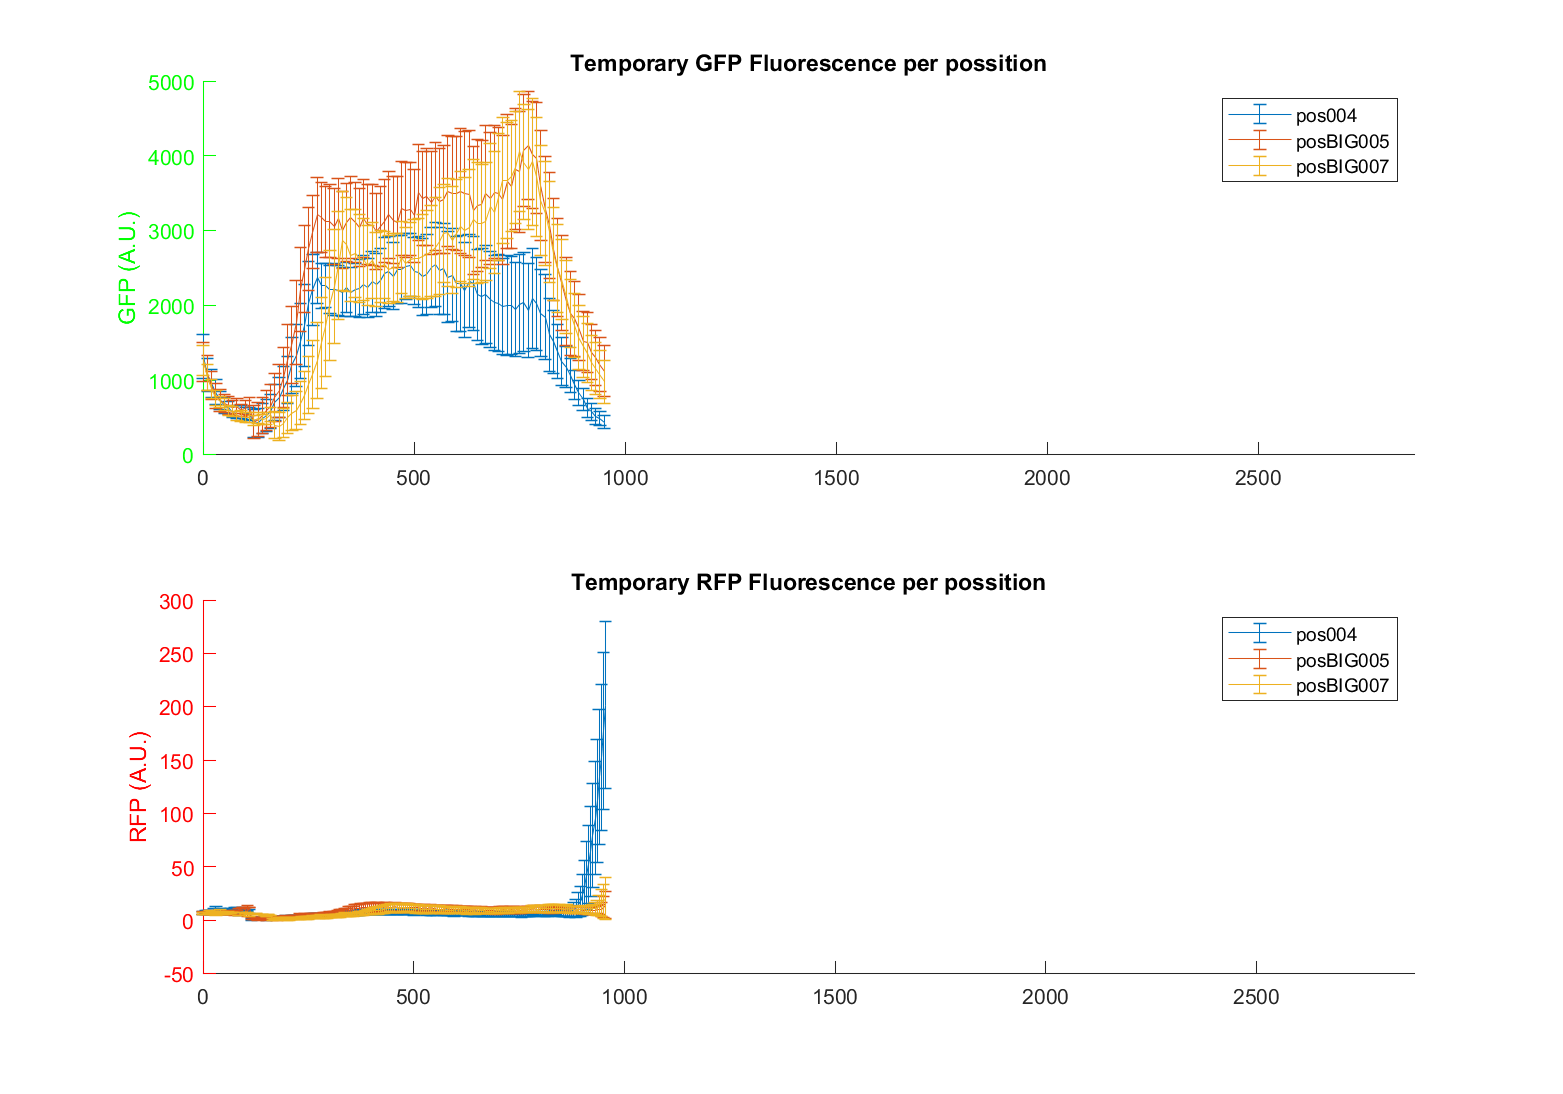 Temporary GFP Fluorescence per possition
5000
4000
3000
2000
1000
0
GFP (A.U.)
0 500 1000 1500 2000 2500
pos004
posBIG005
posBIG007
Temporary RFP Fluorescence per possition
300
250
200
150
100
50
0
-50
RFP (A.U.)
0 500 1000 1500 2000 2500
pos004
posBIG005
posBIG007